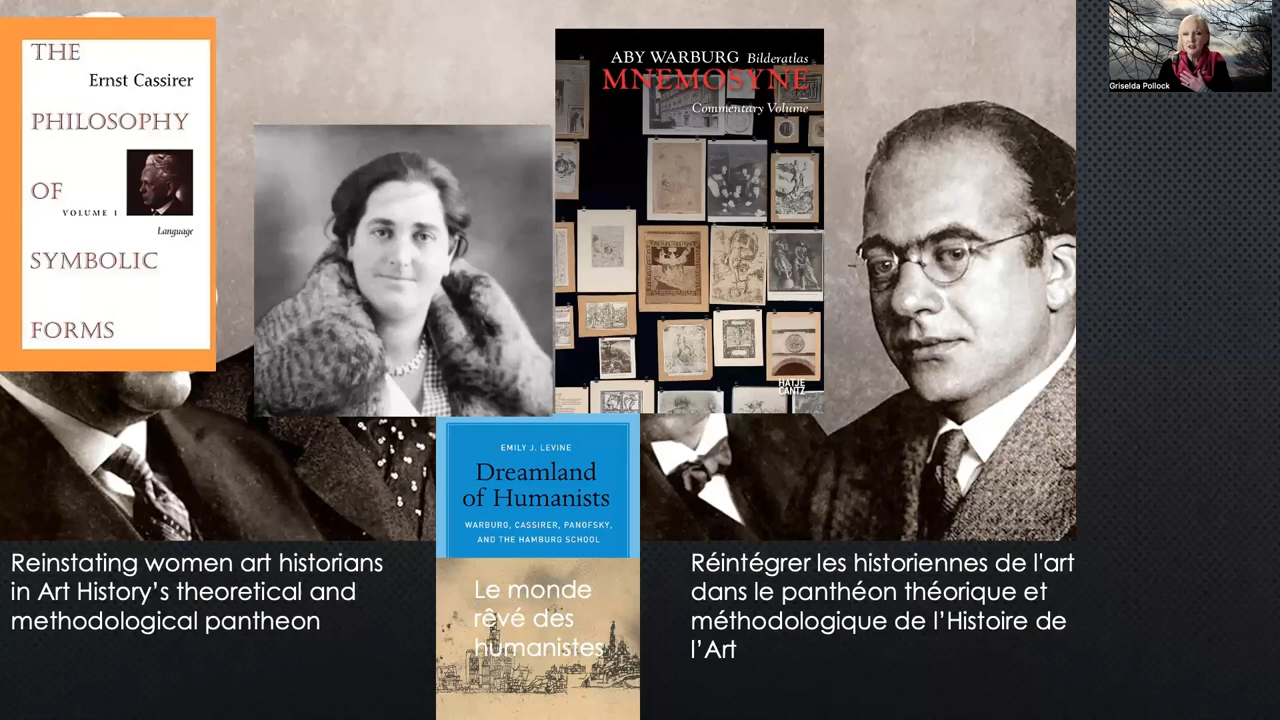 THE
Ernst Cassirer
PHILOSOPHY
OF
VOLUME I
Language
SYMBOLIC
FORMS
ABY WARBURG Bilderatlas
MNEMOSYNE
Commentary Volume
HATJE
CANTZ
Griselda Pollock
EMILY J. LEVINE
Dreamland
of Humanists
WARBURG, CASSIRER, PANOFSKY,
AND THE HAMBURG SCHOOL
Le monde
rêvé des
humanistes
Reinstating women art historians
in Art History’s theoretical and
methodological pantheon
Réintégrer les historiennes de l'art
dans le panthéon théorique et
méthodologique de l’Histoire de
l’Art